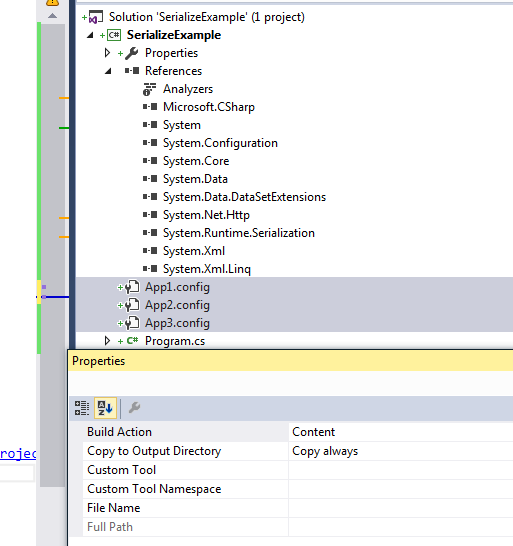 Solution 'SerializeExample' (1 project)
C# SerializeExample
Properties
References
Analyzers
Microsoft.CSharp
System
System.Configuration
System.Core
System.Data
System.Data.DataSetExtensions
System.Net.Http
System.Runtime.Serialization
System.Xml
System.Xml.Linq
App1.config
App2.config
App3.config
C# Program.cs
Properties
Build Action Content
Copy to Output Directory Copy always
rojec
Custom Tool
Custom Tool Namespace
File Name
Full Path